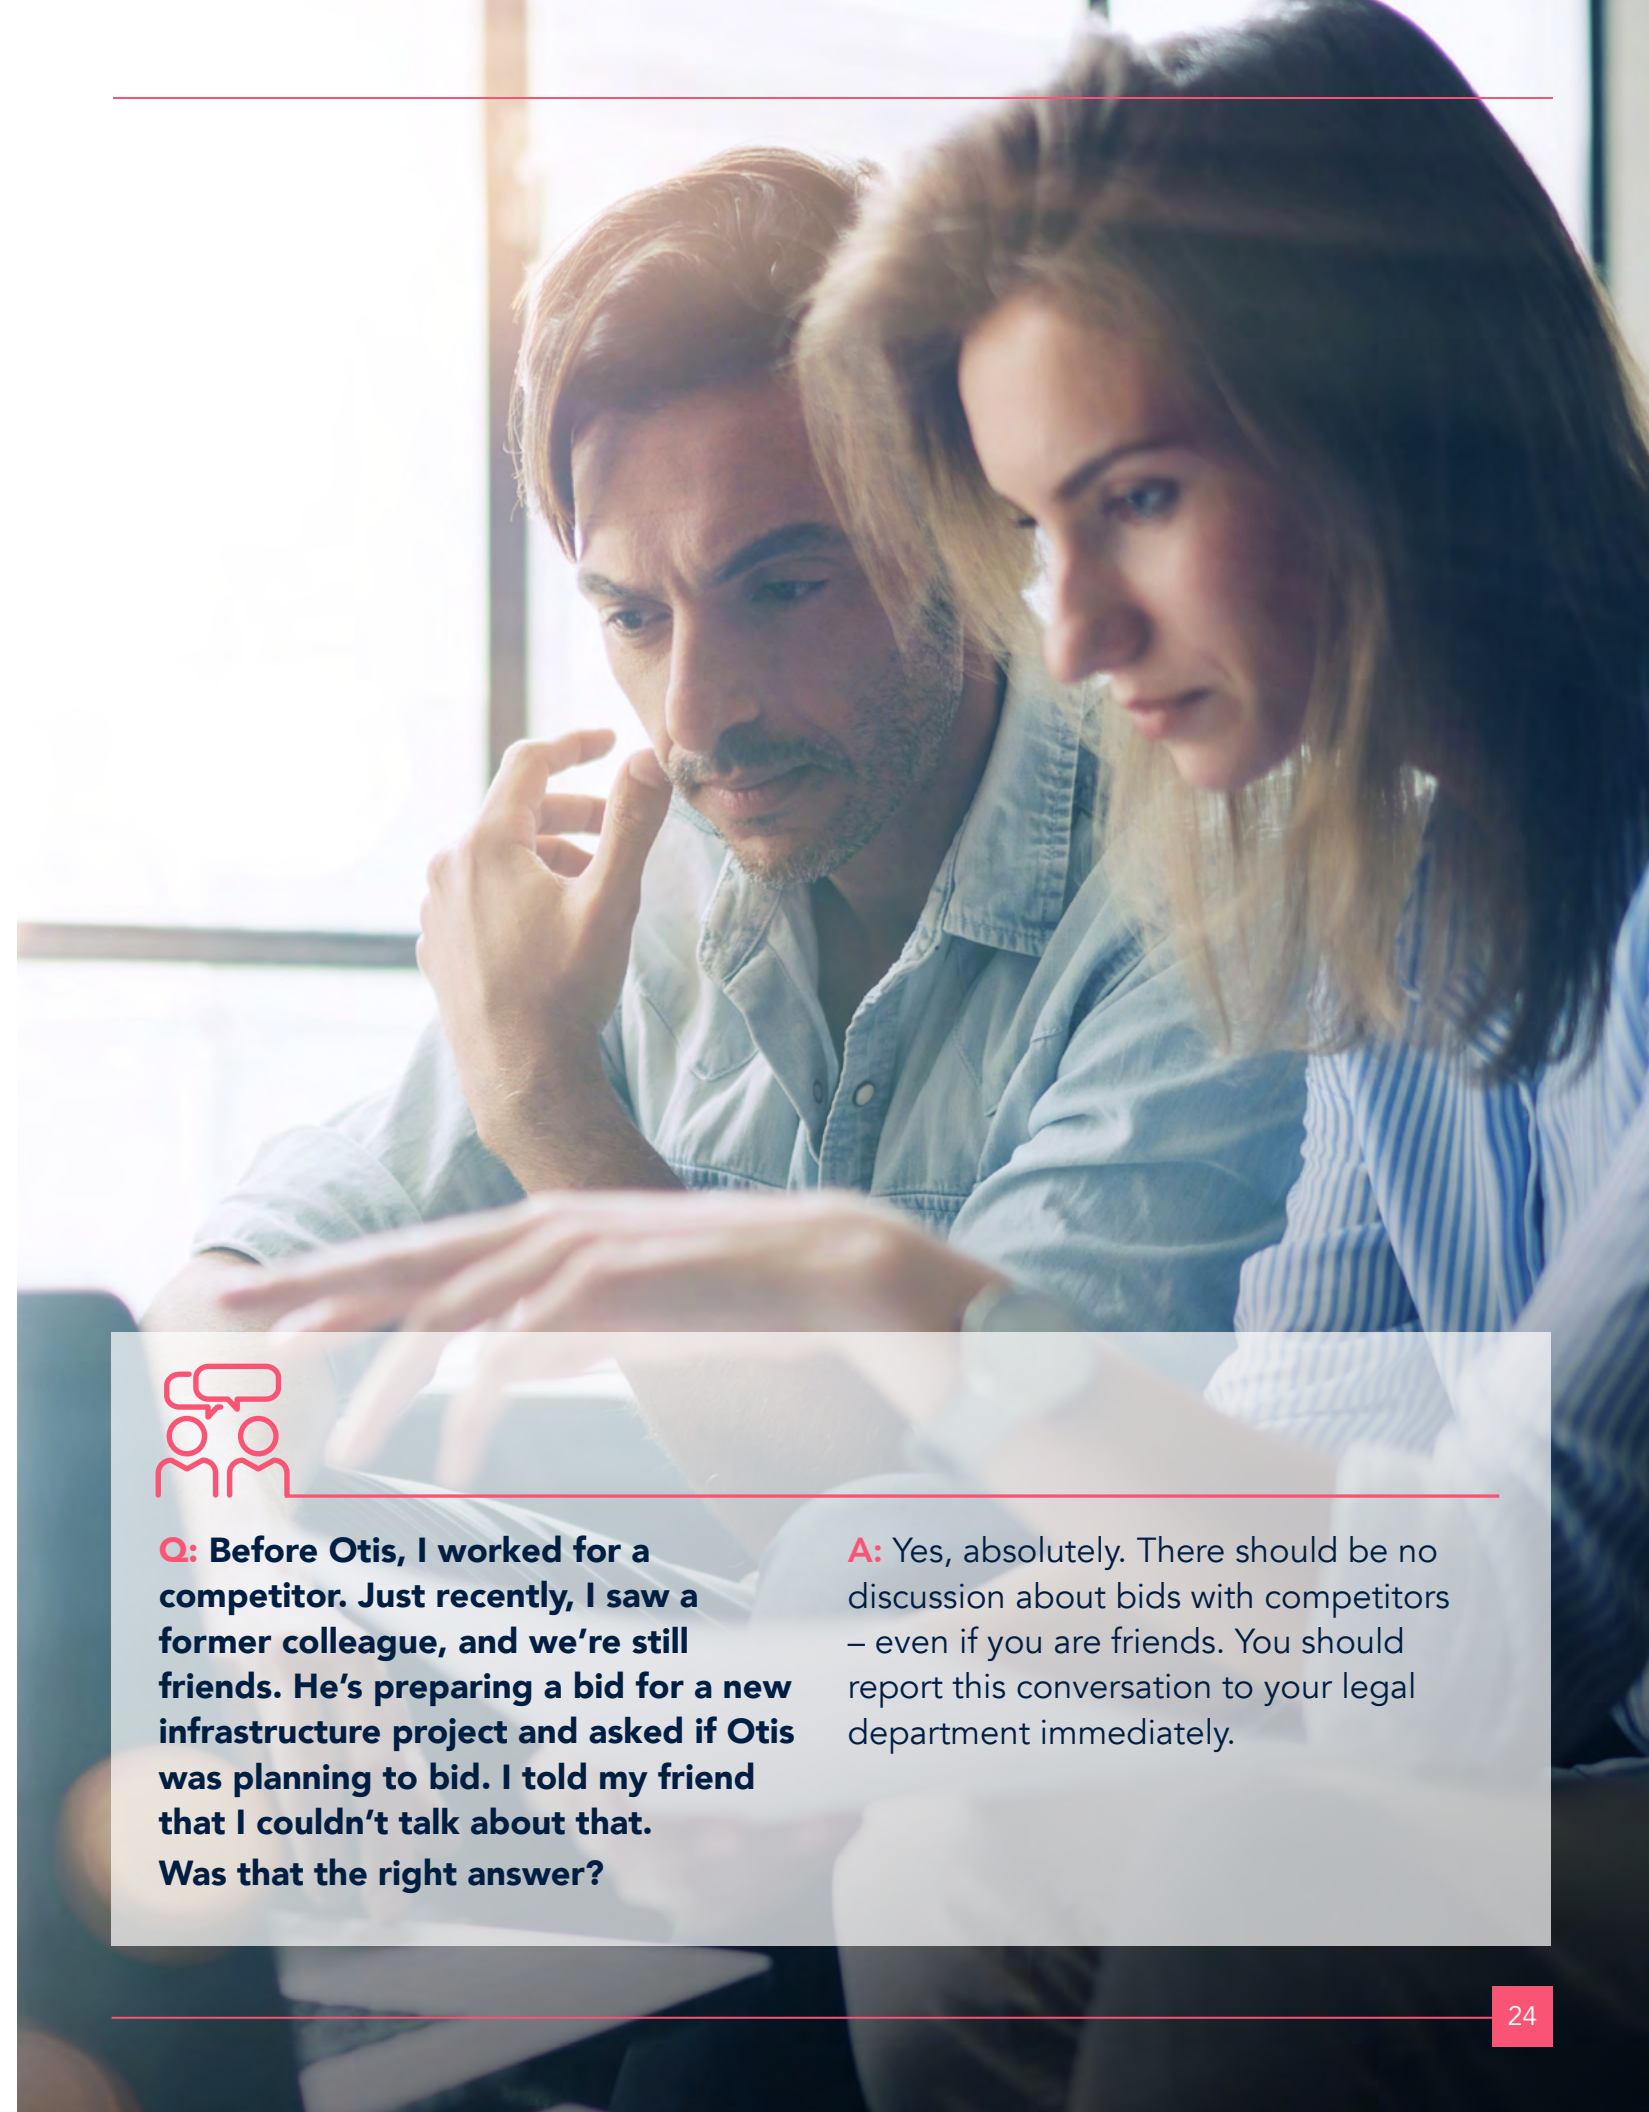 Q: Before Otis, I worked for a
competitor. Just recently, I saw a
former colleague, and we’re still
friends. He’s preparing a bid for a new
infrastructure project and asked if Otis
was planning to bid. I told my friend
that I couldn’t talk about that.
Was that the right answer?
A: Yes, absolutely. There should be no
discussion about bids with competitors
– even if you are friends. You should
report this conversation to your legal
department immediately.
24